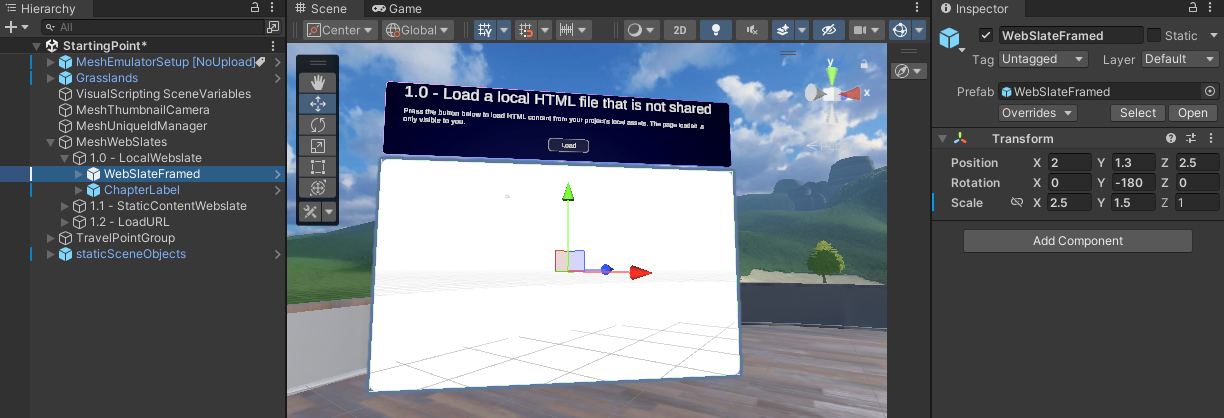 Hierarchy
All
StartingPoint*
MeshEmulatorSetup [NoUpload]
Grasslands
VisualScripting SceneVariables
MeshThumbnailCamera
MeshUniqueIdManager
MeshWebSlates
1.0 - LocalWebslate
WebSlateFramed
ChapterLabel
1.1 - StaticContentWebslate
1.2 - LoadURL
TravelPointGroup
staticSceneObjects
Scene Game
Center Global 2D
y
x
1.0 - Load a local HTML file that is not shared
Press the button below to load HTML content from your project's local assets. The page loaded is
only visible to you.
Load
Inspector
WebSlateFramed Static
Tag Untagged Layer Default
Prefab WebSlateFramed
Overrides Select Open
Transform
Position X 2 Y 1.3 Z 2.5
Rotation X 0 Y -180 Z 0
Scale X 2.5 Y 1.5 Z 1
Add Component